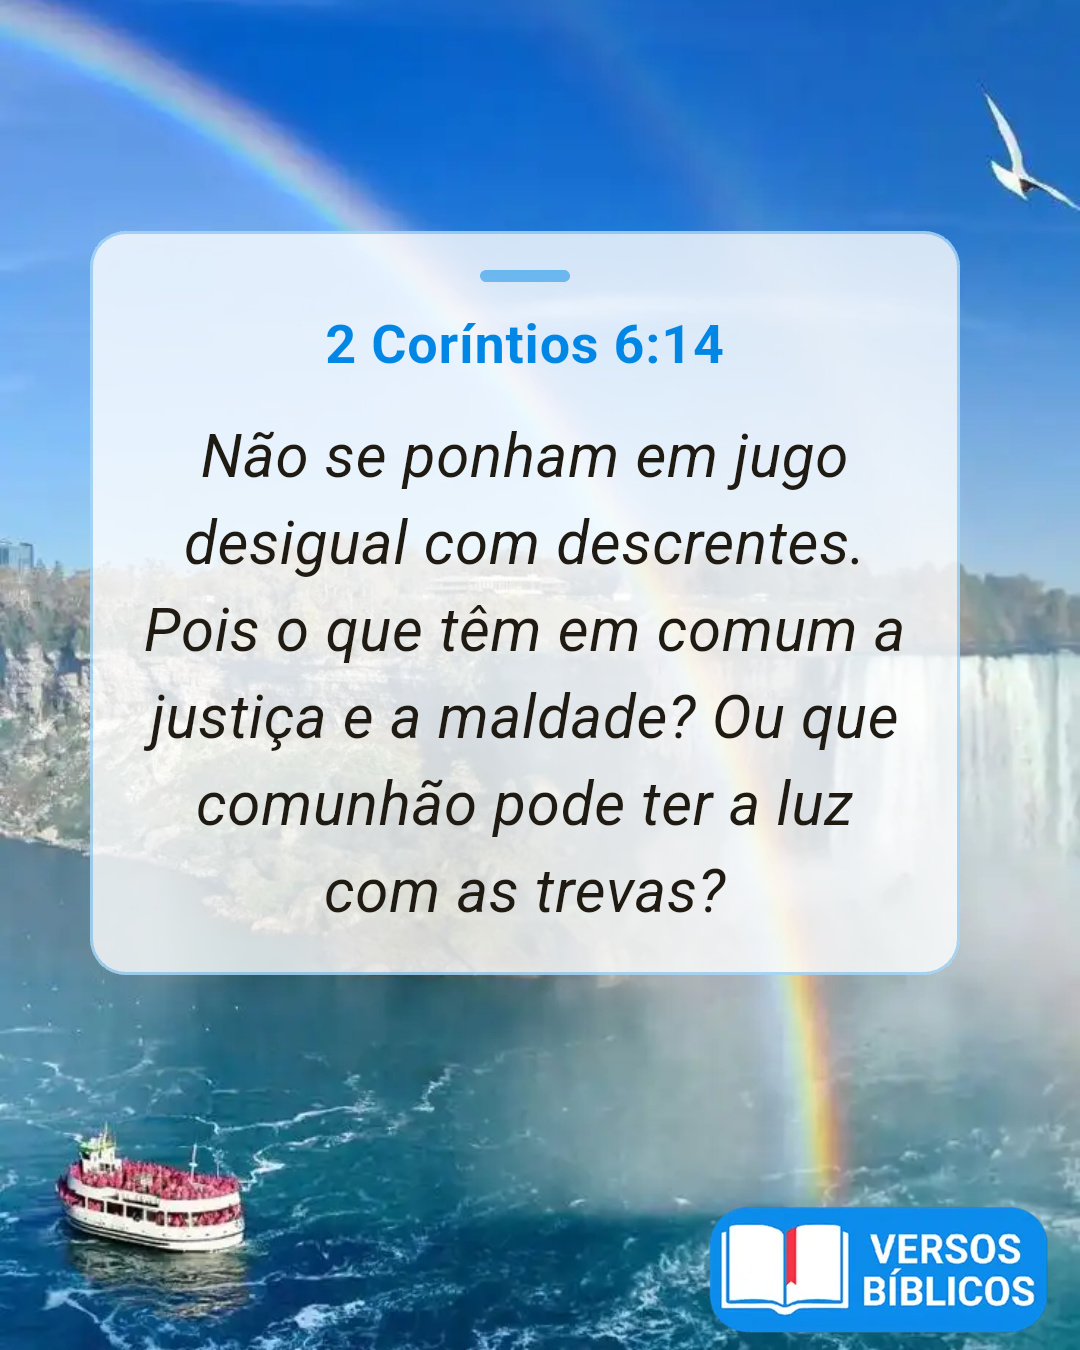 2 Coríntios 6:14
Não se ponham em jugo
desigual com descrentes.
Pois o que têm em comum a
justiça e a maldade? Ou que
comunhão pode ter a luz
com as trevas?
VERSOS
BÍBLICOS